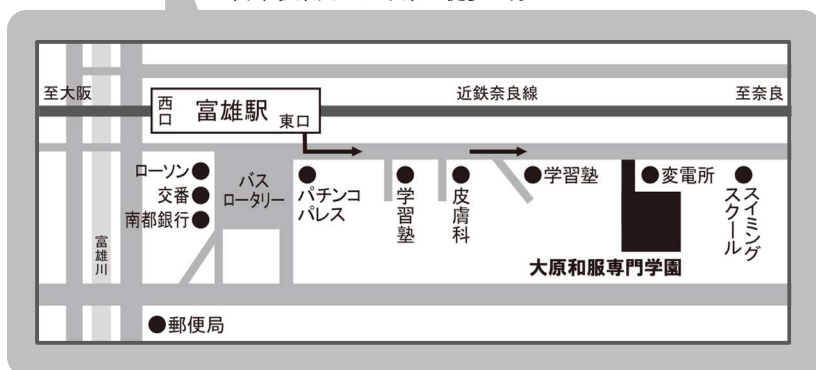 至大阪
近鉄奈良線
至奈良
西口
富雄駅
東口
ローソン
交番
南都銀行
バス
ロータリー
パチンコ
パレス
学習塾
皮膚科
学習塾
変電所
スイミング
スクール
富雄川
大原和服専門学園
郵便局